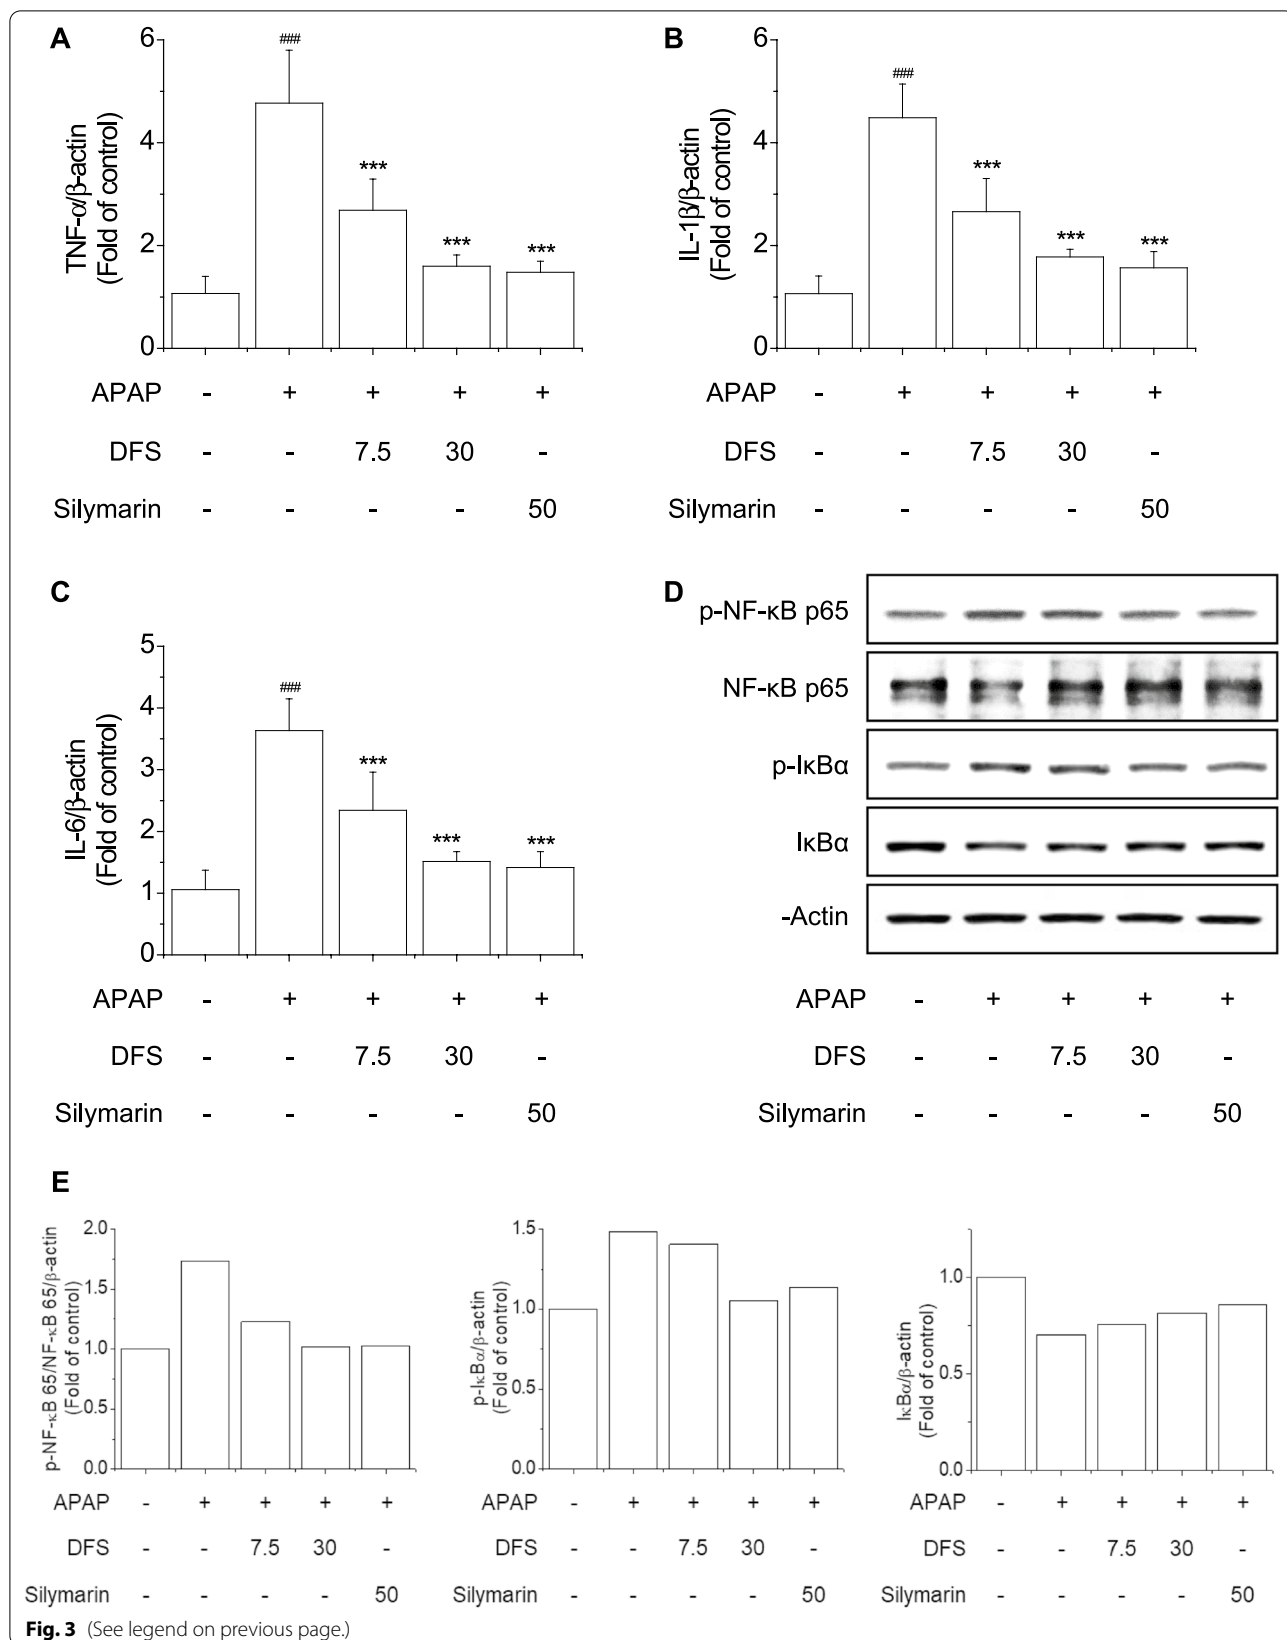 A
6
4
2
0
TNF-α/β-actin
(Fold of control)
###
***
***
***
APAP - + + + +
DFS - - 7.5 30 -
Silymarin - - - - 50
B
6
4
2
0
IL-1β/β-actin
(Fold of control)
###
***
***
***
APAP - + + + +
DFS - - 7.5 30 -
Silymarin - - - - 50
C
5
4
3
2
1
0
IL-6/β-actin
(Fold of control)
###
***
***
***
APAP - + + + +
DFS - - 7.5 30 -
Silymarin - - - - 50
D
p-NF-κB p65
NF-κB p65
p-IκBα
IκBα
-Actin
APAP - + + + +
DFS - - 7.5 30 -
Silymarin - - - - 50
E
2.0
1.5
1.0
0.5
0.0
p-NF-κB 65/NF-κB 65/β-actin
(Fold of control)
APAP - + + + +
DFS - - 7.5 30 -
Silymarin - - - - 50
1.5
1.0
0.5
0.0
p-IκBα/β-actin
(Fold of control)
APAP - + + + +
DFS - - 7.5 30 -
Silymarin - - - - 50
1.0
0.5
0.0
IκBα/β-actin
(Fold of control)
APAP - + + + +
DFS - - 7.5 30 -
Silymarin - - - - 50
Fig. 3 (See legend on previous page.)